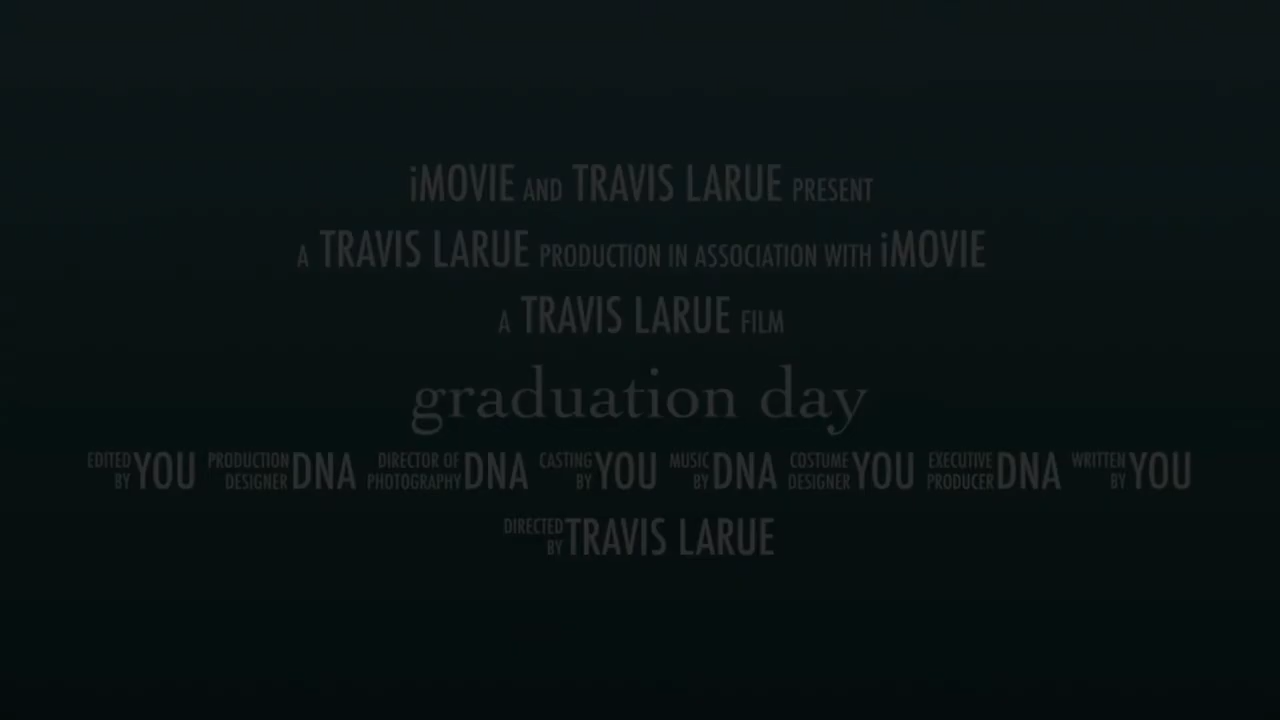 iMOVIE AND TRAVIS LARUE PRESENT
A TRAVIS LARUE PRODUCTION IN ASSOCIATION WITH iMOVIE
A TRAVIS LARUE FILM
graduation day
EDITED BY YOU PRODUCTION DESIGNER DNA DIRECTOR OF PHOTOGRAPHY DNA CASTING BY YOU MUSIC BY DNA COSTUME DESIGNER YOU EXECUTIVE PRODUCER DNA WRITTEN BY YOU
DIRECTED BY TRAVIS LARUE